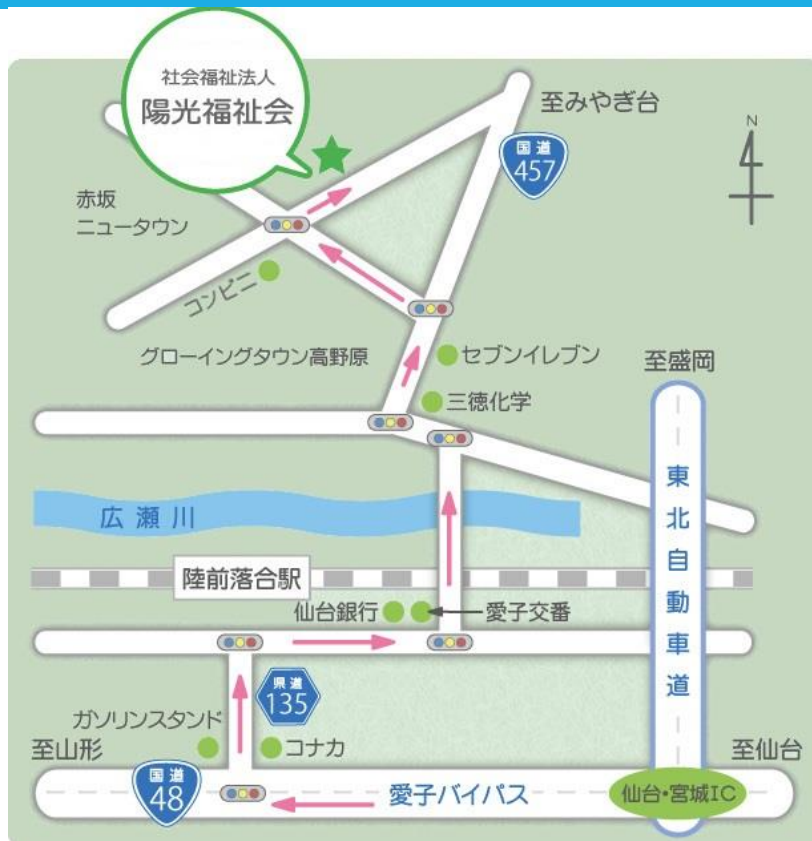 社会福祉法人
陽光福祉会
至みやぎ台
N
国道
457
赤坂
ニュータウン
コンビニ
グローイングタウン高野原
セブンイレブン
至盛岡
三徳化学
東北自動車道
広瀬川
陸前落合駅
仙台銀行
愛子交番
県道
135
ガソリンスタンド
至山形
コナカ
至仙台
国道
48
愛子バイパス
仙台・宮城IC